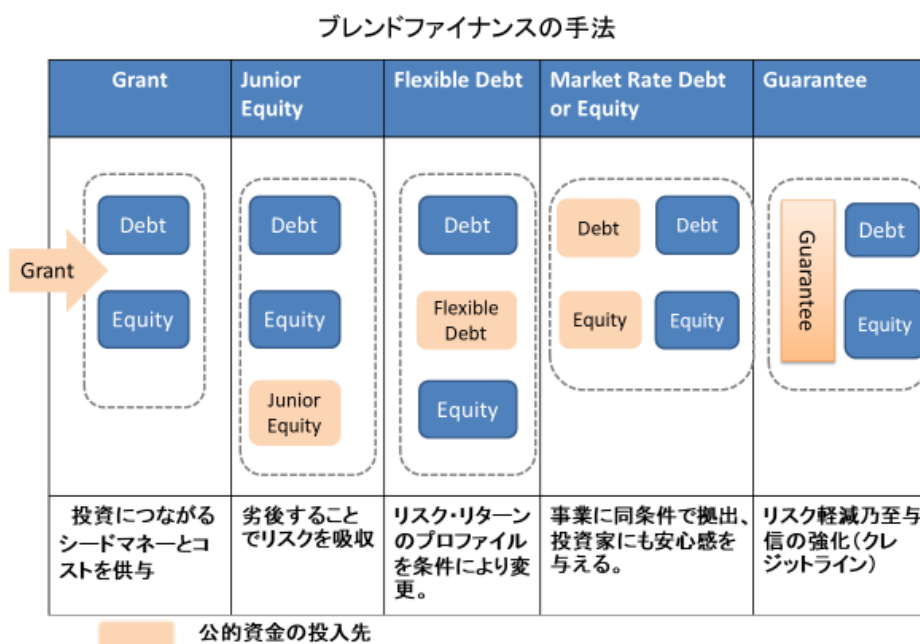 ブレンドファイナンスの手法
Grant
Junior
Equity
Flexible Debt
Market Rate Debt
or Equity
Guarantee
Grant
Debt
Equity
Debt
Equity
Junior
Equity
Debt
Flexible
Debt
Equity
Debt
Debt
Equity
Equity
Guarantee
Debt
Equity
投資につながる
シードマネーとコ
ストを供与
劣後すること
でリスクを吸収
リスク・リターン
のプロファイル
を条件により変
更。
事業に同条件で拠出、
投資家にも安心感を
与える。
リスク軽減乃至与
信の強化（クレ
ジットライン）
公的資金の投入先